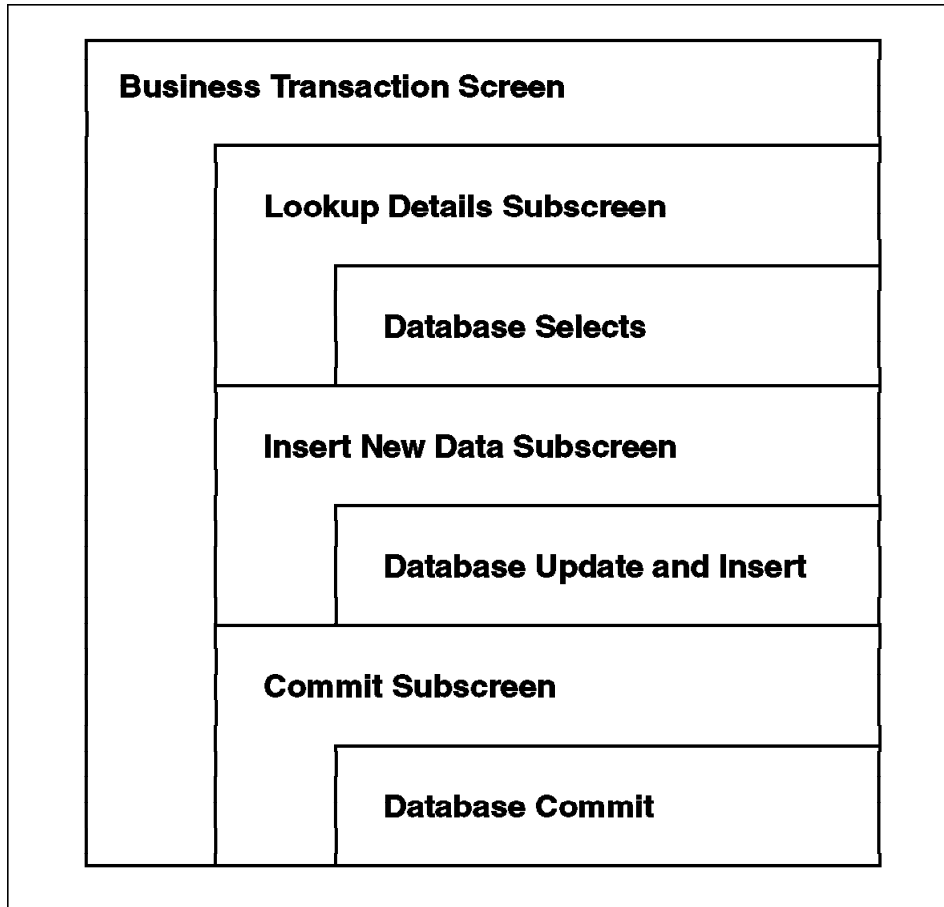 Business Transaction Screen
Lookup Details Subscreen
Database Selects
Insert New Data Subscreen
Database Update and Insert
Commit Subscreen
Database Commit